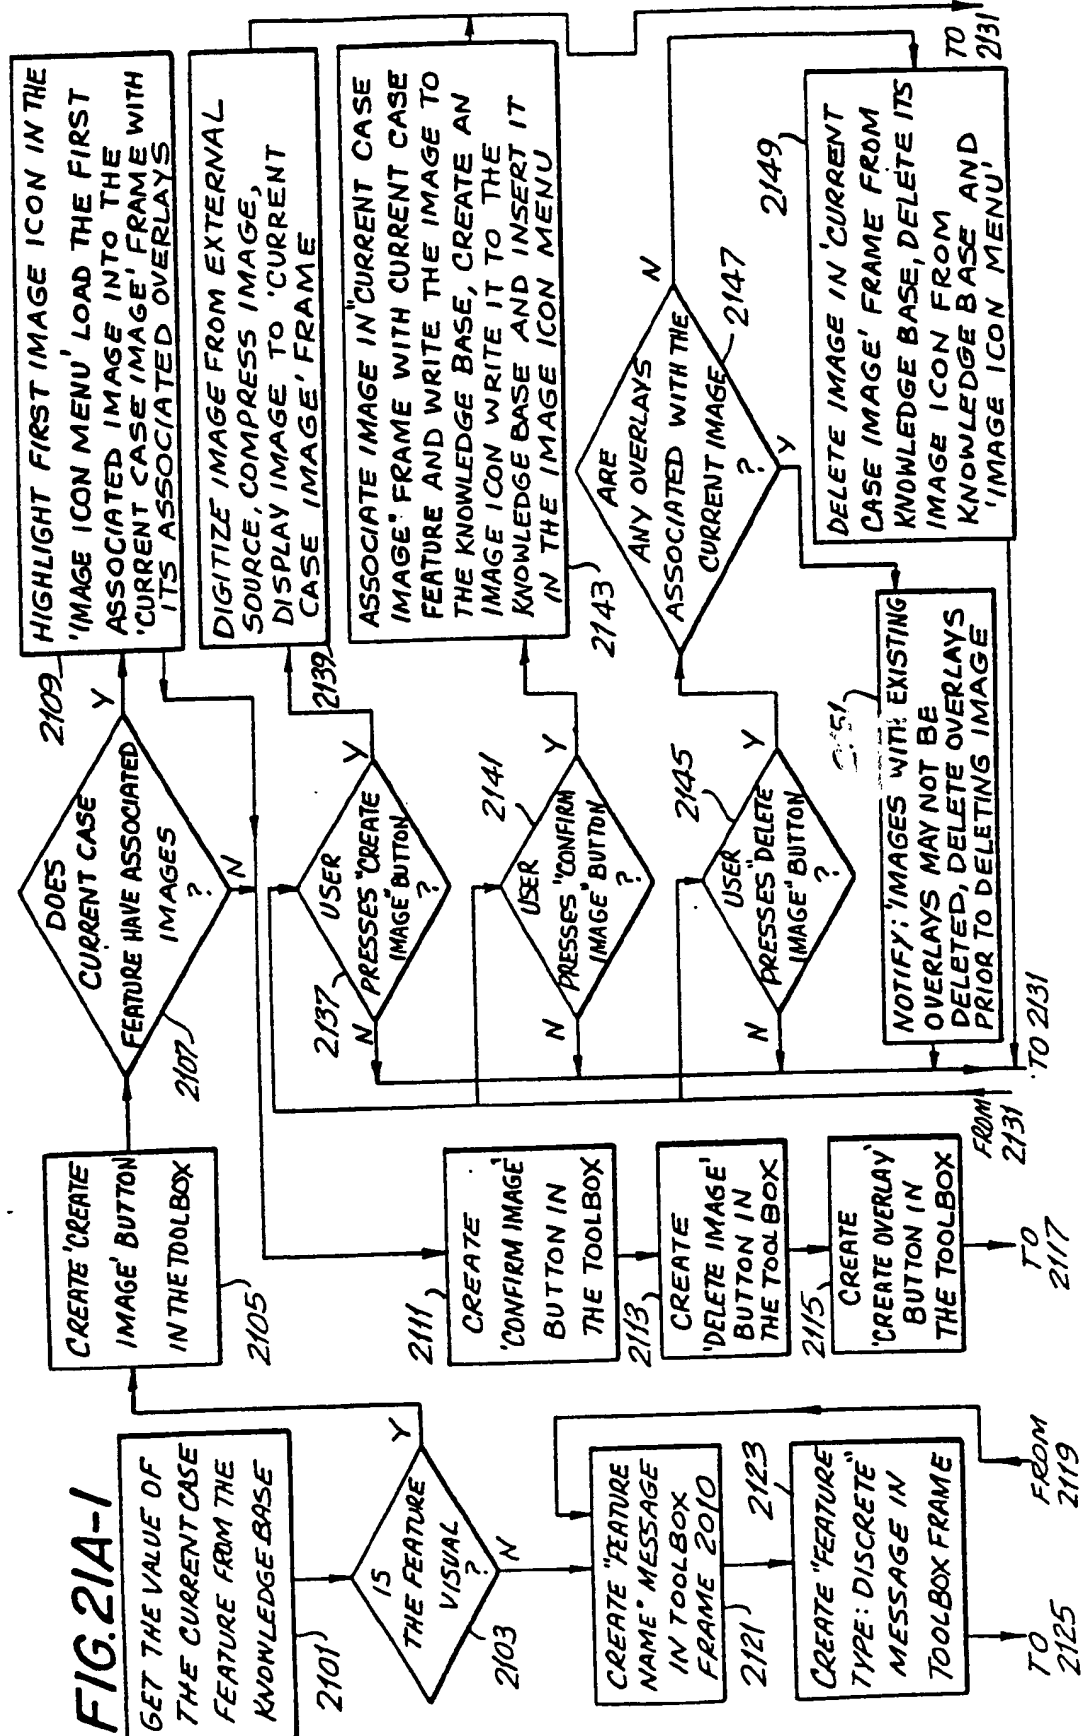 FIG. 21A-1
GET THE VALUE OF
THE CURRENT CASE
FEATURE FROM THE
KNOWLEDGE BASE
2101
IS
THE FEATURE
VISUAL
?
2103
Y
N
CREATE 'CREATE
IMAGE' BUTTON
IN THE TOOLBOX
2105
DOES
CURRENT CASE
FEATURE HAVE ASSOCIATED
IMAGES
?
2107
Y
N
2109
HIGHLIGHT FIRST IMAGE ICON IN THE
'IMAGE ICON MENU' LOAD THE FIRST
ASSOCIATED IMAGE INTO THE
'CURRENT CASE IMAGE' FRAME WITH
ITS ASSOCIATED OVERLAYS
2111
CREATE
'CONFIRM IMAGE'
BUTTON IN
THE TOOLBOX
2113
CREATE
'DELETE IMAGE'
BUTTON IN
THE TOOLBOX
2115
CREATE
'CREATE OVERLAY'
BUTTON IN
THE TOOLBOX
TO
2117
CREATE "FEATURE
NAME" MESSAGE
IN TOOLBOX
FRAME 2010
2121
2123
CREATE "FEATURE
TYPE: DISCRETE"
MESSAGE IN
TOOLBOX FRAME
TO
2125
FROM
2119
USER
PRESSES "CREATE
IMAGE" BUTTON
?
2137
Y
N
2139
DIGITIZE IMAGE FROM EXTERNAL
SOURCE, COMPRESS IMAGE,
DISPLAY IMAGE TO 'CURRENT
CASE IMAGE' FRAME
USER
PRESSES "CONFIRM
IMAGE" BUTTON
?
2141
Y
N
ASSOCIATE IMAGE IN "CURRENT CASE
IMAGE" FRAME WITH CURRENT CASE
FEATURE AND WRITE THE IMAGE TO
THE KNOWLEDGE BASE, CREATE AN
IMAGE ICON WRITE IT TO THE
KNOWLEDGE BASE AND INSERT IT
IN THE IMAGE ICON MENU
2143
USER
PRESSES "DELETE
IMAGE" BUTTON
?
2145
Y
N
ARE
ANY OVERLAYS
ASSOCIATED WITH THE
CURRENT IMAGE
?
2147
N
Y
2149
DELETE IMAGE IN 'CURRENT
CASE IMAGE' FRAME FROM
KNOWLEDGE BASE, DELETE ITS
IMAGE ICON FROM
KNOWLEDGE BASE AND
'IMAGE ICON MENU'
NOTIFY: 'IMAGES WITH EXISTING
OVERLAYS MAY NOT BE
DELETED, DELETE OVERLAYS
PRIOR TO DELETING IMAGE
FROM
2131
TO 2131
TO
2131